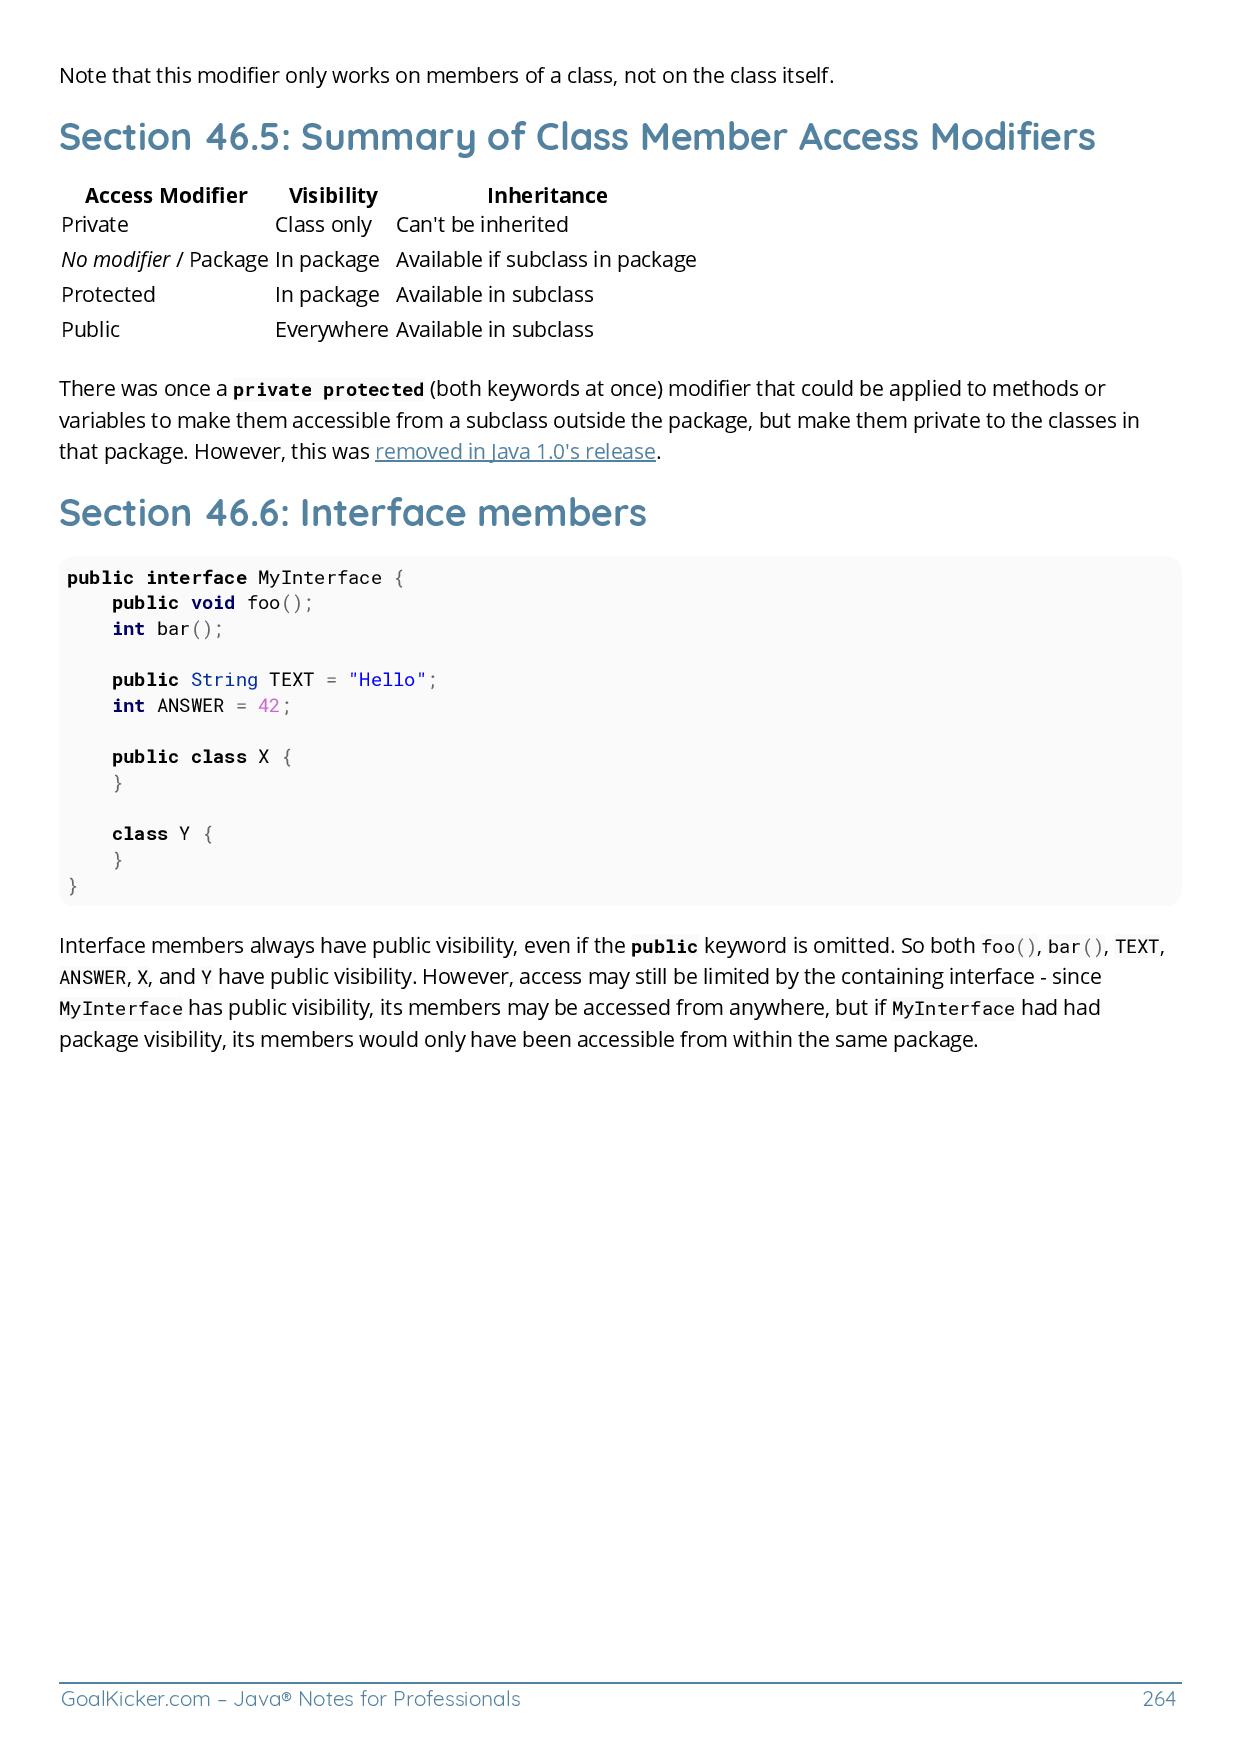 Note that this modifier only works on members of a class, not on the class itself.
Section 46.5: Summary of Class Member Access Modifiers
Access Modifier Visibility Inheritance
Private Class only Can't be inherited
No modifier / Package In package Available if subclass in package
Protected In package Available in subclass
Public Everywhere Available in subclass
There was once a private protected (both keywords at once) modifier that could be applied to methods or
variables to make them accessible from a subclass outside the package, but make them private to the classes in
that package. However, this was removed in Java 1.0's release.
Section 46.6: Interface members
public interface MyInterface {
    public void foo();
    int bar();

    public String TEXT = "Hello";
    int ANSWER = 42;

    public class X {
    }

    class Y {
    }
}
Interface members always have public visibility, even if the public keyword is omitted. So both foo(), bar(), TEXT,
ANSWER, X, and Y have public visibility. However, access may still be limited by the containing interface - since
MyInterface has public visibility, its members may be accessed from anywhere, but if MyInterface had had
package visibility, its members would only have been accessible from within the same package.
GoalKicker.com – Java® Notes for Professionals 264